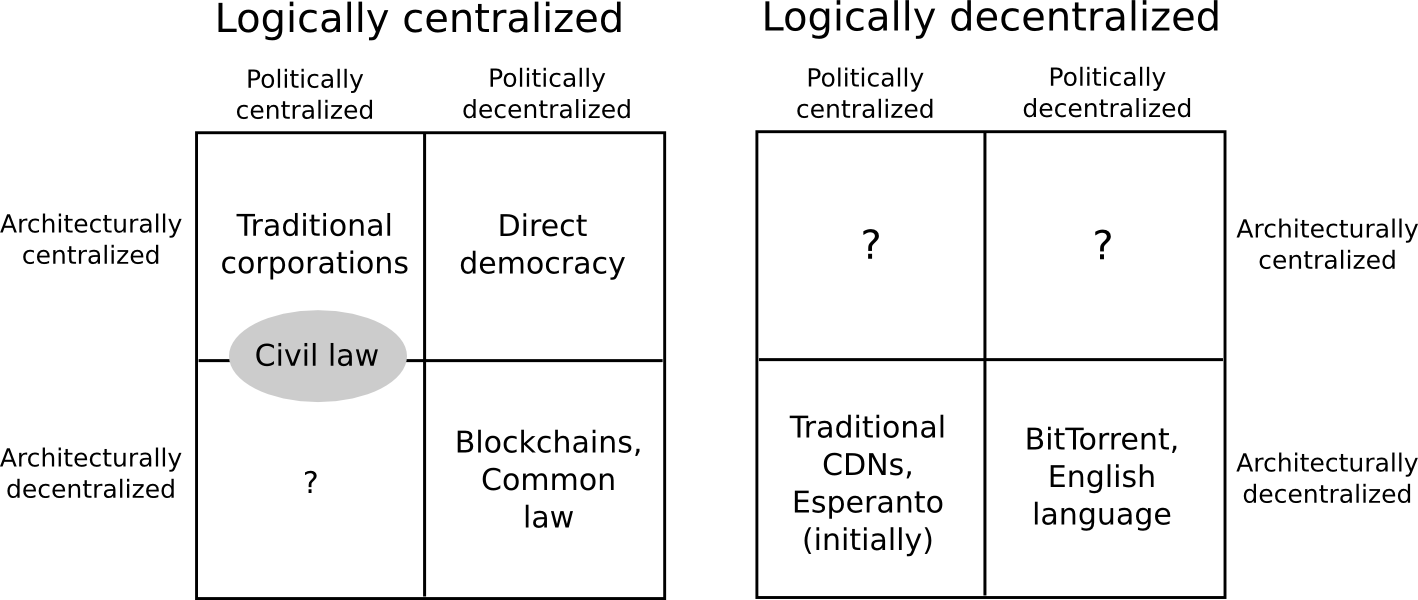 Logically centralized
Logically decentralized
Politically
centralized
Politically
decentralized
Politically
centralized
Politically
decentralized
Architecturally
centralized
Traditional
corporations
Direct
democracy
?
?
Architecturally
centralized
Civil law
Architecturally
decentralized
?
Blockchains,
Common
law
Traditional
CDNs,
Esperanto
(initially)
BitTorrent,
English
language
Architecturally
decentralized